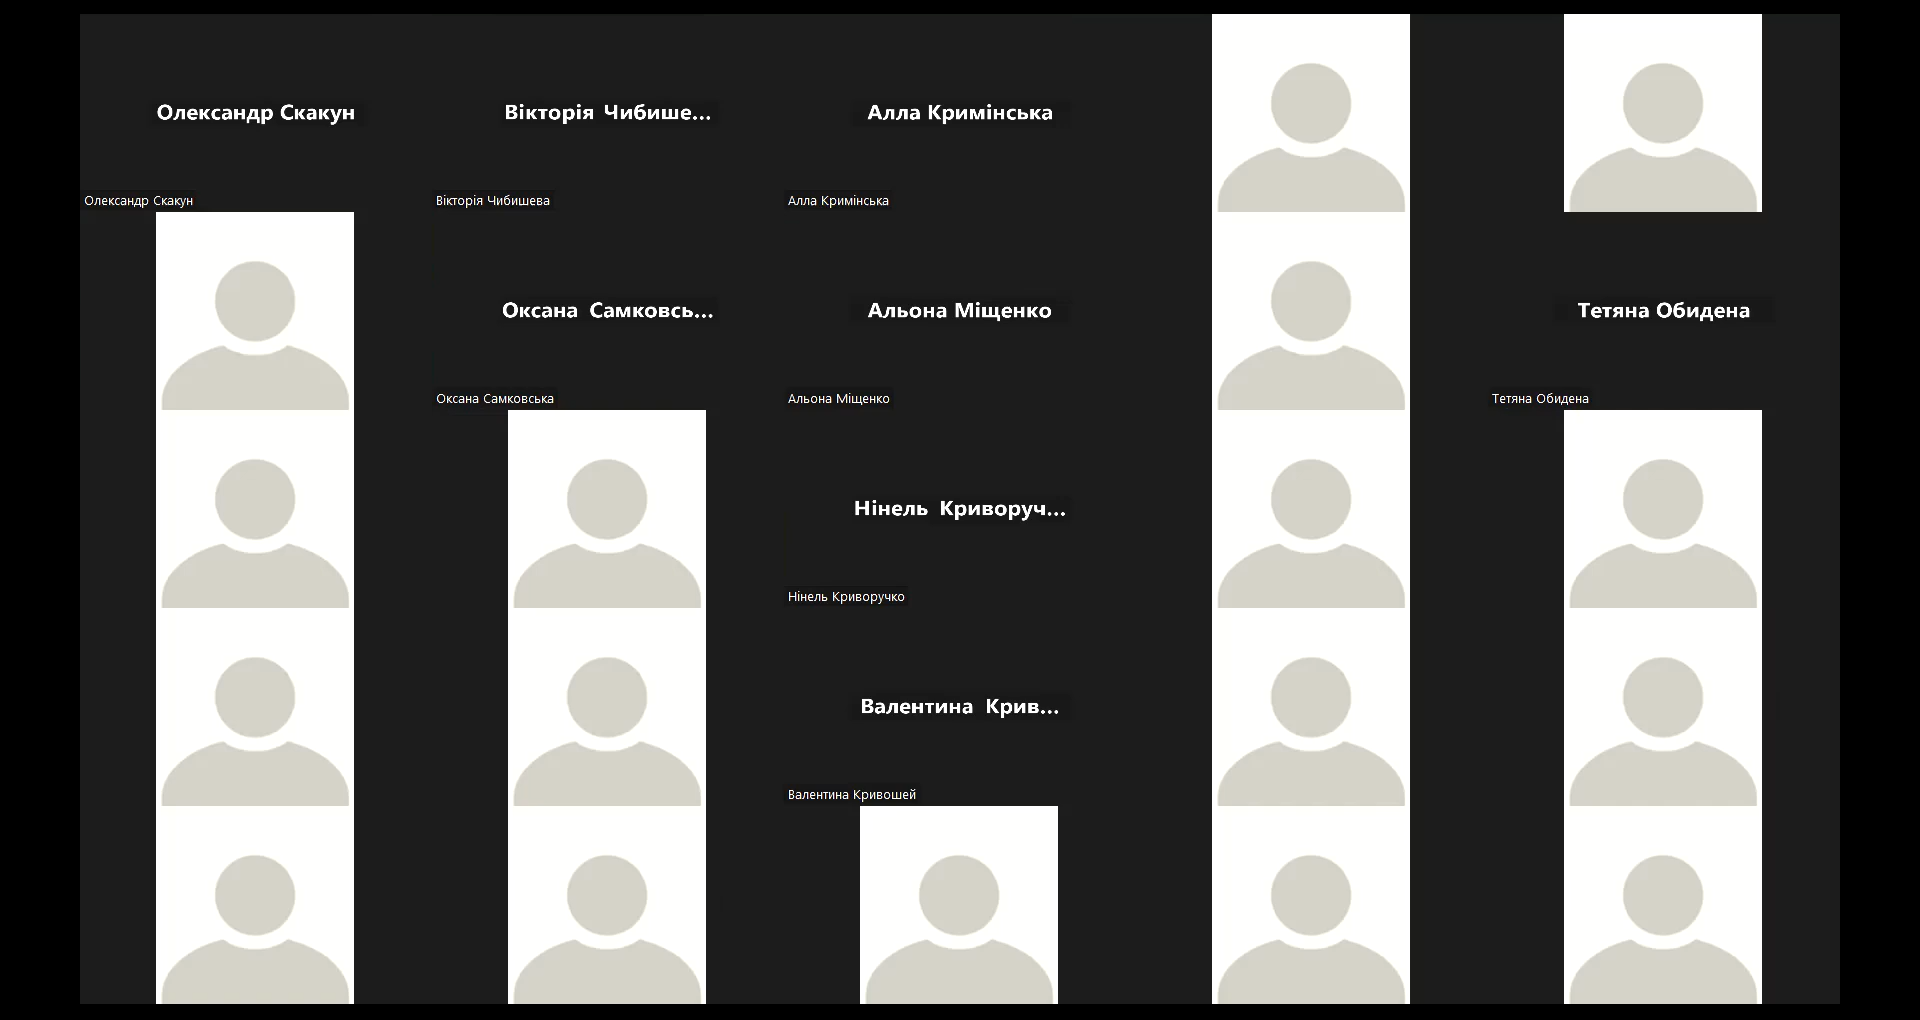 Олександр Скакун
Вікторія Чибише...
Алла Кримінська
Олександр Скакун
Вікторія Чибишева
Алла Кримінська
Оксана Самковсь...
Альона Міщенко
Тетяна Обидена
Оксана Самковська
Альона Міщенко
Тетяна Обидена
Нінель Криворуч...
Нінель Криворучко
Валентина Крив...
Валентина Кривошей